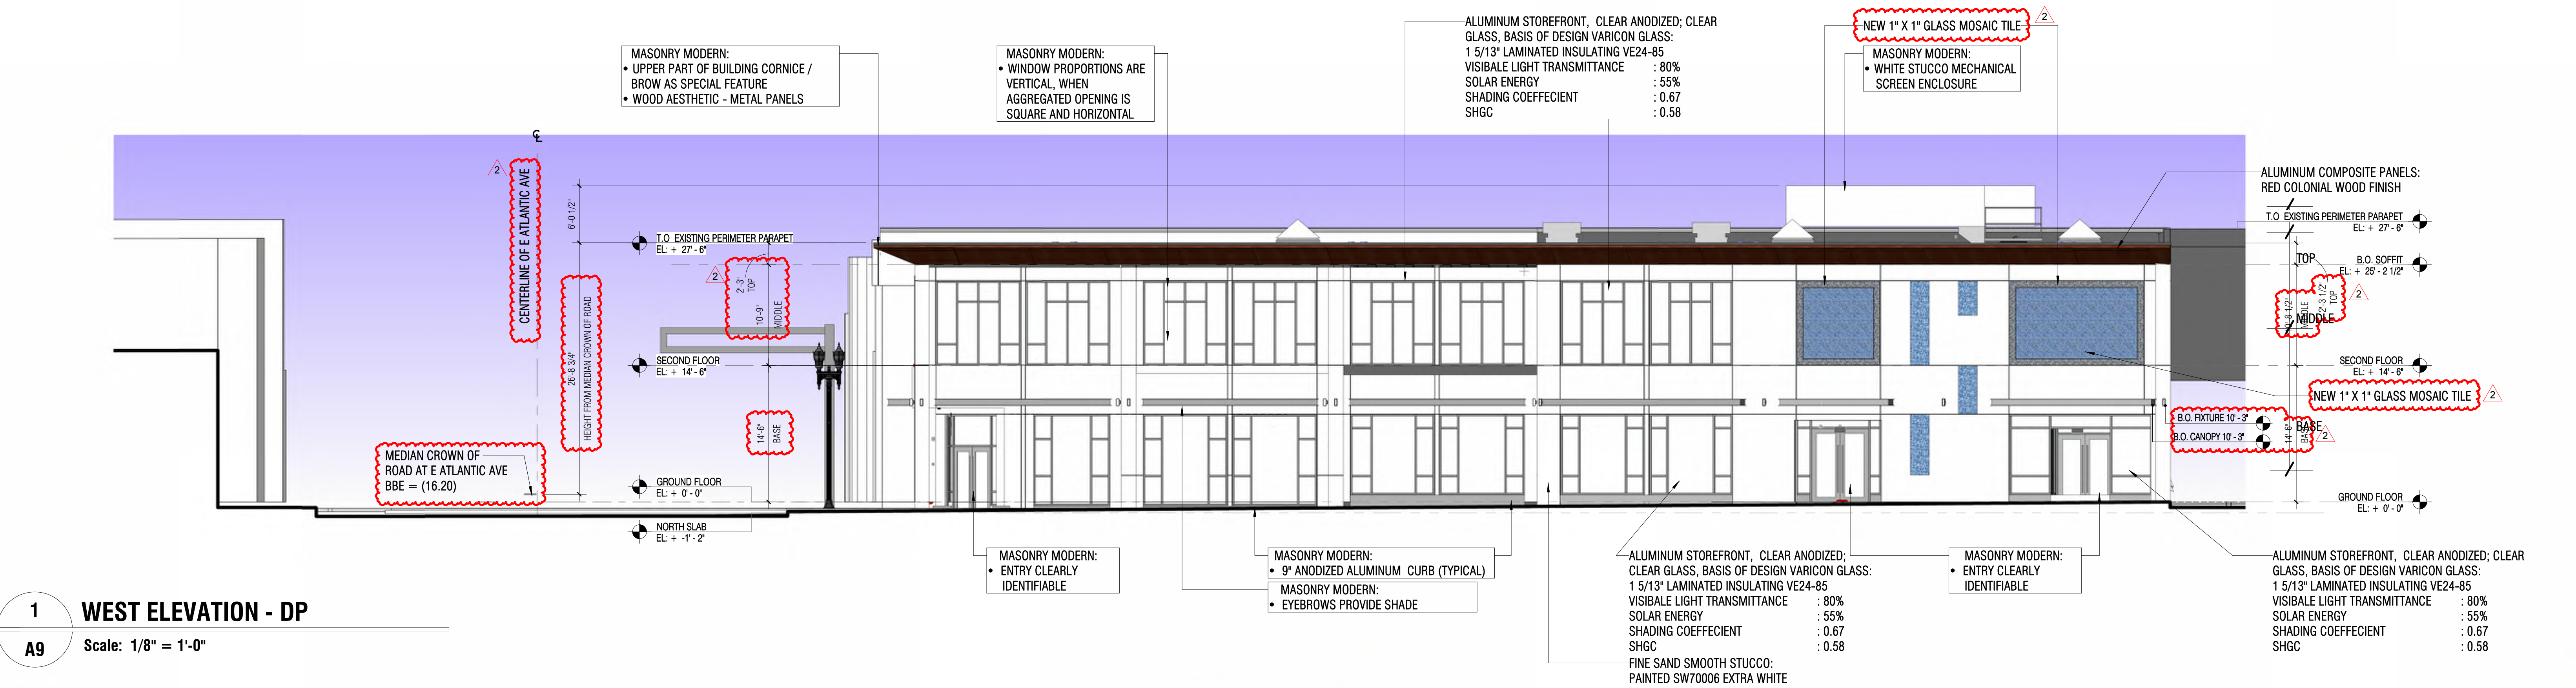 MASONRY MODERN:
• UPPER PART OF BUILDING CORNICE /
BROW AS SPECIAL FEATURE
• WOOD AESTHETIC - METAL PANELS
MASONRY MODERN:
• WINDOW PROPORTIONS ARE
VERTICAL, WHEN
AGGREGATED OPENING IS
SQUARE AND HORIZONTAL
ALUMINUM STOREFRONT, CLEAR ANODIZED; CLEAR
GLASS, BASIS OF DESIGN VARICON GLASS:
1 5/13" LAMINATED INSULATING VE24-85
VISIBALE LIGHT TRANSMITTANCE : 80%
SOLAR ENERGY : 55%
SHADING COEFFECIENT : 0.67
SHGC : 0.58
NEW 1" X 1" GLASS MOSAIC TILE
2
MASONRY MODERN:
• WHITE STUCCO MECHANICAL
SCREEN ENCLOSURE
℄
2
CENTERLINE OF E ATLANTIC AVE
6'-0 1/2"
26'-8 3/4"
HEIGHT FROM MEDIAN CROWN OF ROAD
MEDIAN CROWN OF
ROAD AT E ATLANTIC AVE
BBE = (16.20)
T.O EXISTING PERIMETER PARAPET
EL: + 27' - 6"
2
2'-3"
TOP
10'-9"
MIDDLE
SECOND FLOOR
EL: + 14' - 6"
14'-6"
BASE
GROUND FLOOR
EL: + 0' - 0"
NORTH SLAB
EL: + -1' - 2"
ALUMINUM COMPOSITE PANELS:
RED COLONIAL WOOD FINISH
T.O EXISTING PERIMETER PARAPET
EL: + 27' - 6"
TOP
B.O. SOFFIT
EL: + 25' - 2 1/2"
2'-3 1/2"
TOP
2
MIDDLE
MIDDLE
SECOND FLOOR
EL: + 14' - 6"
NEW 1" X 1" GLASS MOSAIC TILE
2
B.O. FIXTURE 10' - 3"
BASE
B.O. CANOPY 10' - 3"
14'-6"
BASE
2
GROUND FLOOR
EL: + 0' - 0"
MASONRY MODERN:
• ENTRY CLEARLY
IDENTIFIABLE
MASONRY MODERN:
• 9" ANODIZED ALUMINUM CURB (TYPICAL)
MASONRY MODERN:
• EYEBROWS PROVIDE SHADE
ALUMINUM STOREFRONT, CLEAR ANODIZED;
CLEAR GLASS, BASIS OF DESIGN VARICON GLASS:
1 5/13" LAMINATED INSULATING VE24-85
VISIBALE LIGHT TRANSMITTANCE : 80%
SOLAR ENERGY : 55%
SHADING COEFFECIENT : 0.67
SHGC : 0.58
FINE SAND SMOOTH STUCCO:
PAINTED SW70006 EXTRA WHITE
MASONRY MODERN:
• ENTRY CLEARLY
IDENTIFIABLE
ALUMINUM STOREFRONT, CLEAR ANODIZED; CLEAR
GLASS, BASIS OF DESIGN VARICON GLASS:
1 5/13" LAMINATED INSULATING VE24-85
VISIBALE LIGHT TRANSMITTANCE : 80%
SOLAR ENERGY : 55%
SHADING COEFFECIENT : 0.67
SHGC : 0.58
1
A9
WEST ELEVATION - DP
Scale: 1/8" = 1'-0"